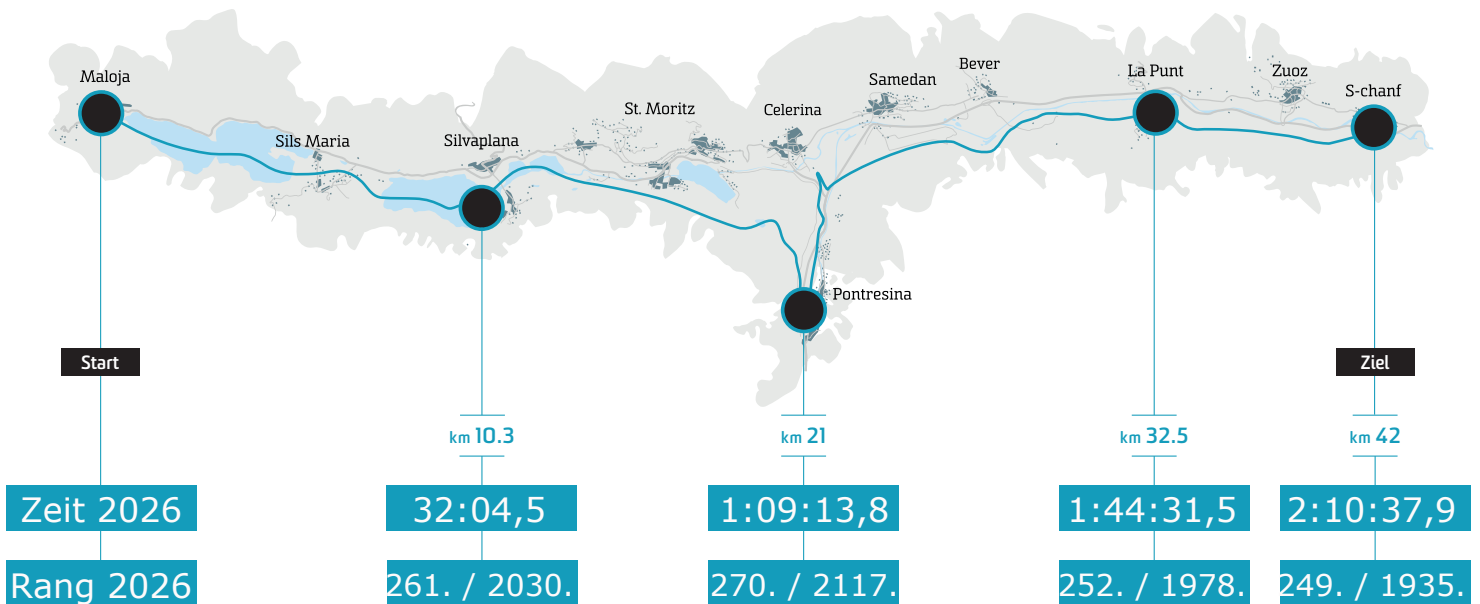 Maloja
Sils Maria
Silvaplana
St. Moritz
Celerina
Samedan
Bever
La Punt
Zuoz
S-chanf
Pontresina
Start
Ziel
km 10.3
km 21
km 32.5
km 42
Zeit 2026
32:04,5
1:09:13,8
1:44:31,5
2:10:37,9
Rang 2026
261. / 2030.
270. / 2117.
252. / 1978.
249. / 1935.